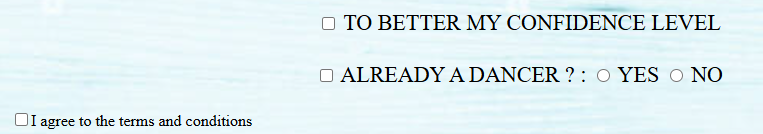 TO BETTER MY CONFIDENCE LEVEL
ALREADY A DANCER ? : YES NO
I agree to the terms and conditions